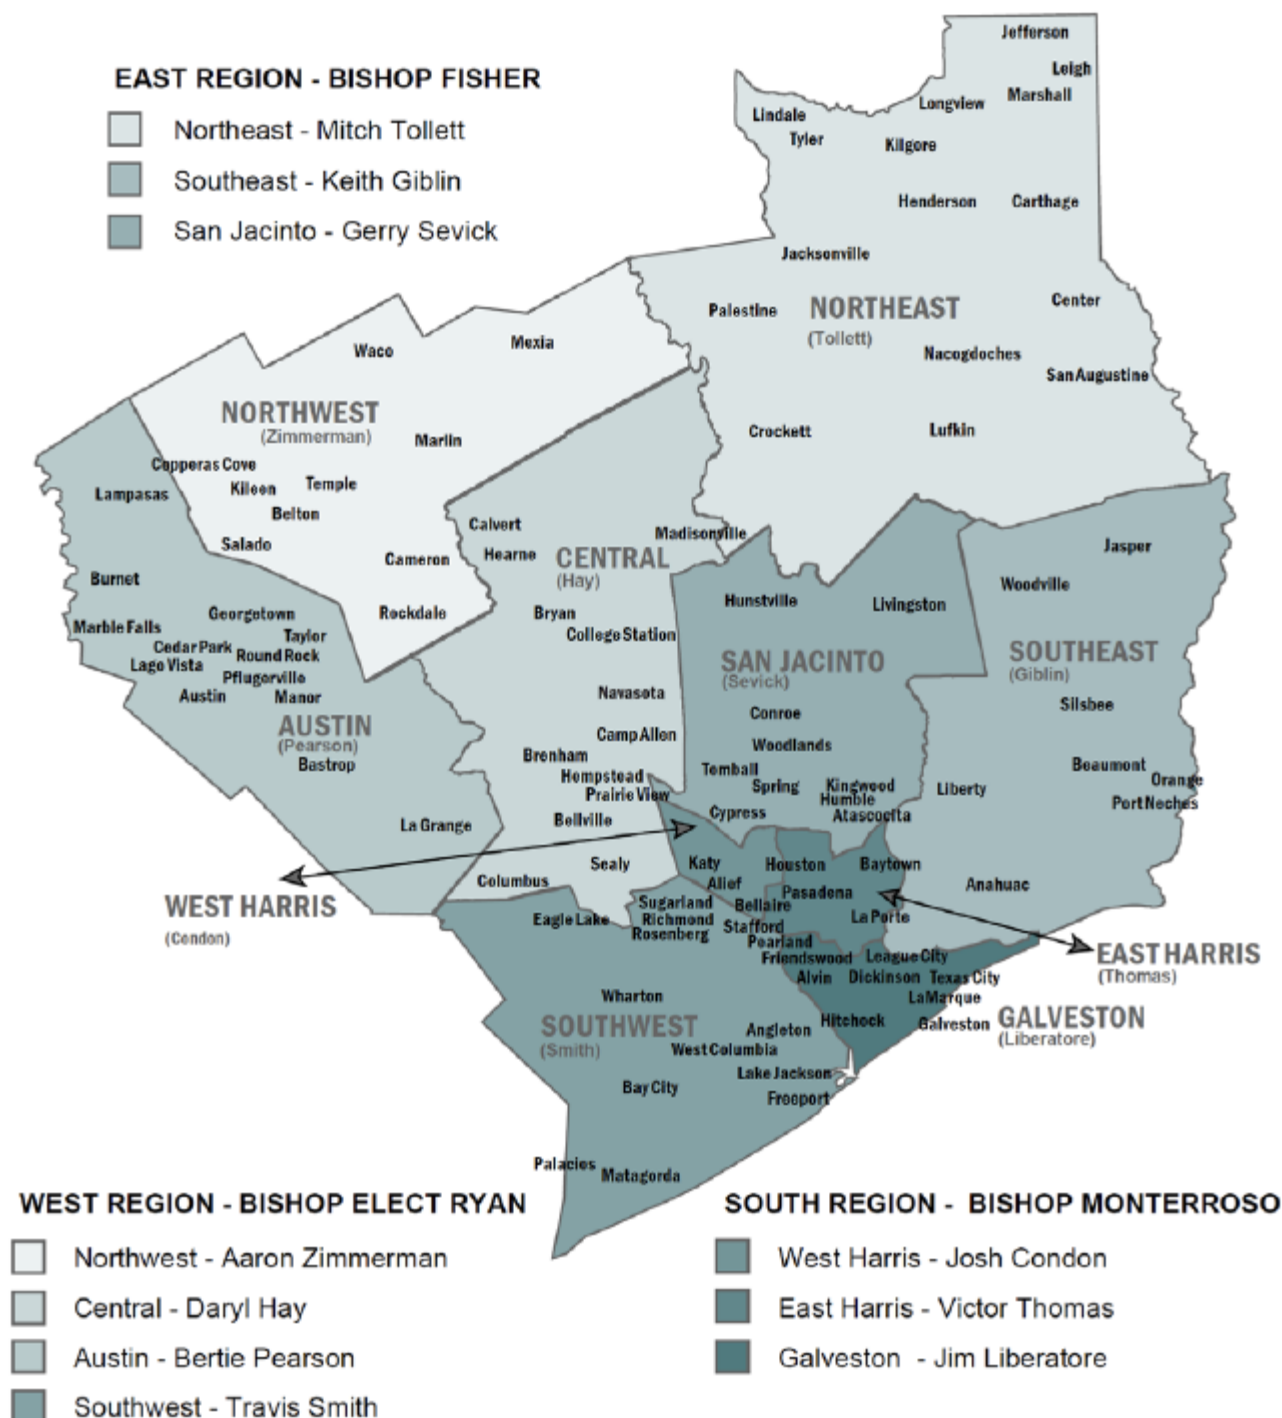 EAST REGION - BISHOP FISHER
Northeast - Mitch Tollett
Southeast - Keith Giblin
San Jacinto - Gerry Sevick
Jefferson
Leigh
Marshall
Longview
Lindale
Tyler
Kilgore
Henderson
Carthage
Jacksonville
Palestine
NORTHEAST
(Tollett)
Center
Nacogdoches
San Augustine
Crockett
Lufkin
Waco
Mexia
NORTHWEST
(Zimmerman)
Marlin
Copperas Cove
Kileen
Temple
Belton
Salado
Cameron
Rockdale
Lampasas
Burnet
Georgetown
Marble Falls
Taylor
Cedar Park
Round Rock
Lago Vista
Pflugerville
Austin
Manor
AUSTIN
(Pearson)
Bastrop
La Grange
Calvert
Madisonville
Hearne
CENTRAL
(Hay)
Bryan
College Station
Navasota
Camp Allen
Brenham
Hempstead
Prairie View
Bellville
Sealy
Columbus
Hunstville
Livingston
SAN JACINTO
(Sevick)
Conroe
Woodlands
Tomball
Spring
Kingwood
Humble
Cypress
Atascocita
Jasper
Woodville
SOUTHEAST
(Giblin)
Silsbee
Beaumont
Orange
Port Neches
Liberty
Anahuac
WEST HARRIS
(Condon)
Katy
Alief
Houston
Baytown
Pasadena
Bellaire
La Porte
EAST HARRIS
(Thomas)
Sugarland
Richmond
Rosenberg
Stafford
Eagle Lake
Pearland
Friendswood
League City
Alvin
Dickinson
Texas City
LaMarque
Hitchock
Galveston
GALVESTON
(Liberatore)
Wharton
SOUTHWEST
(Smith)
Angleton
West Columbia
Lake Jackson
Bay City
Freeport
Palacies
Matagorda
WEST REGION - BISHOP ELECT RYAN
Northwest - Aaron Zimmerman
Central - Daryl Hay
Austin - Bertie Pearson
Southwest - Travis Smith
SOUTH REGION - BISHOP MONTERROSO
West Harris - Josh Condon
East Harris - Victor Thomas
Galveston - Jim Liberatore